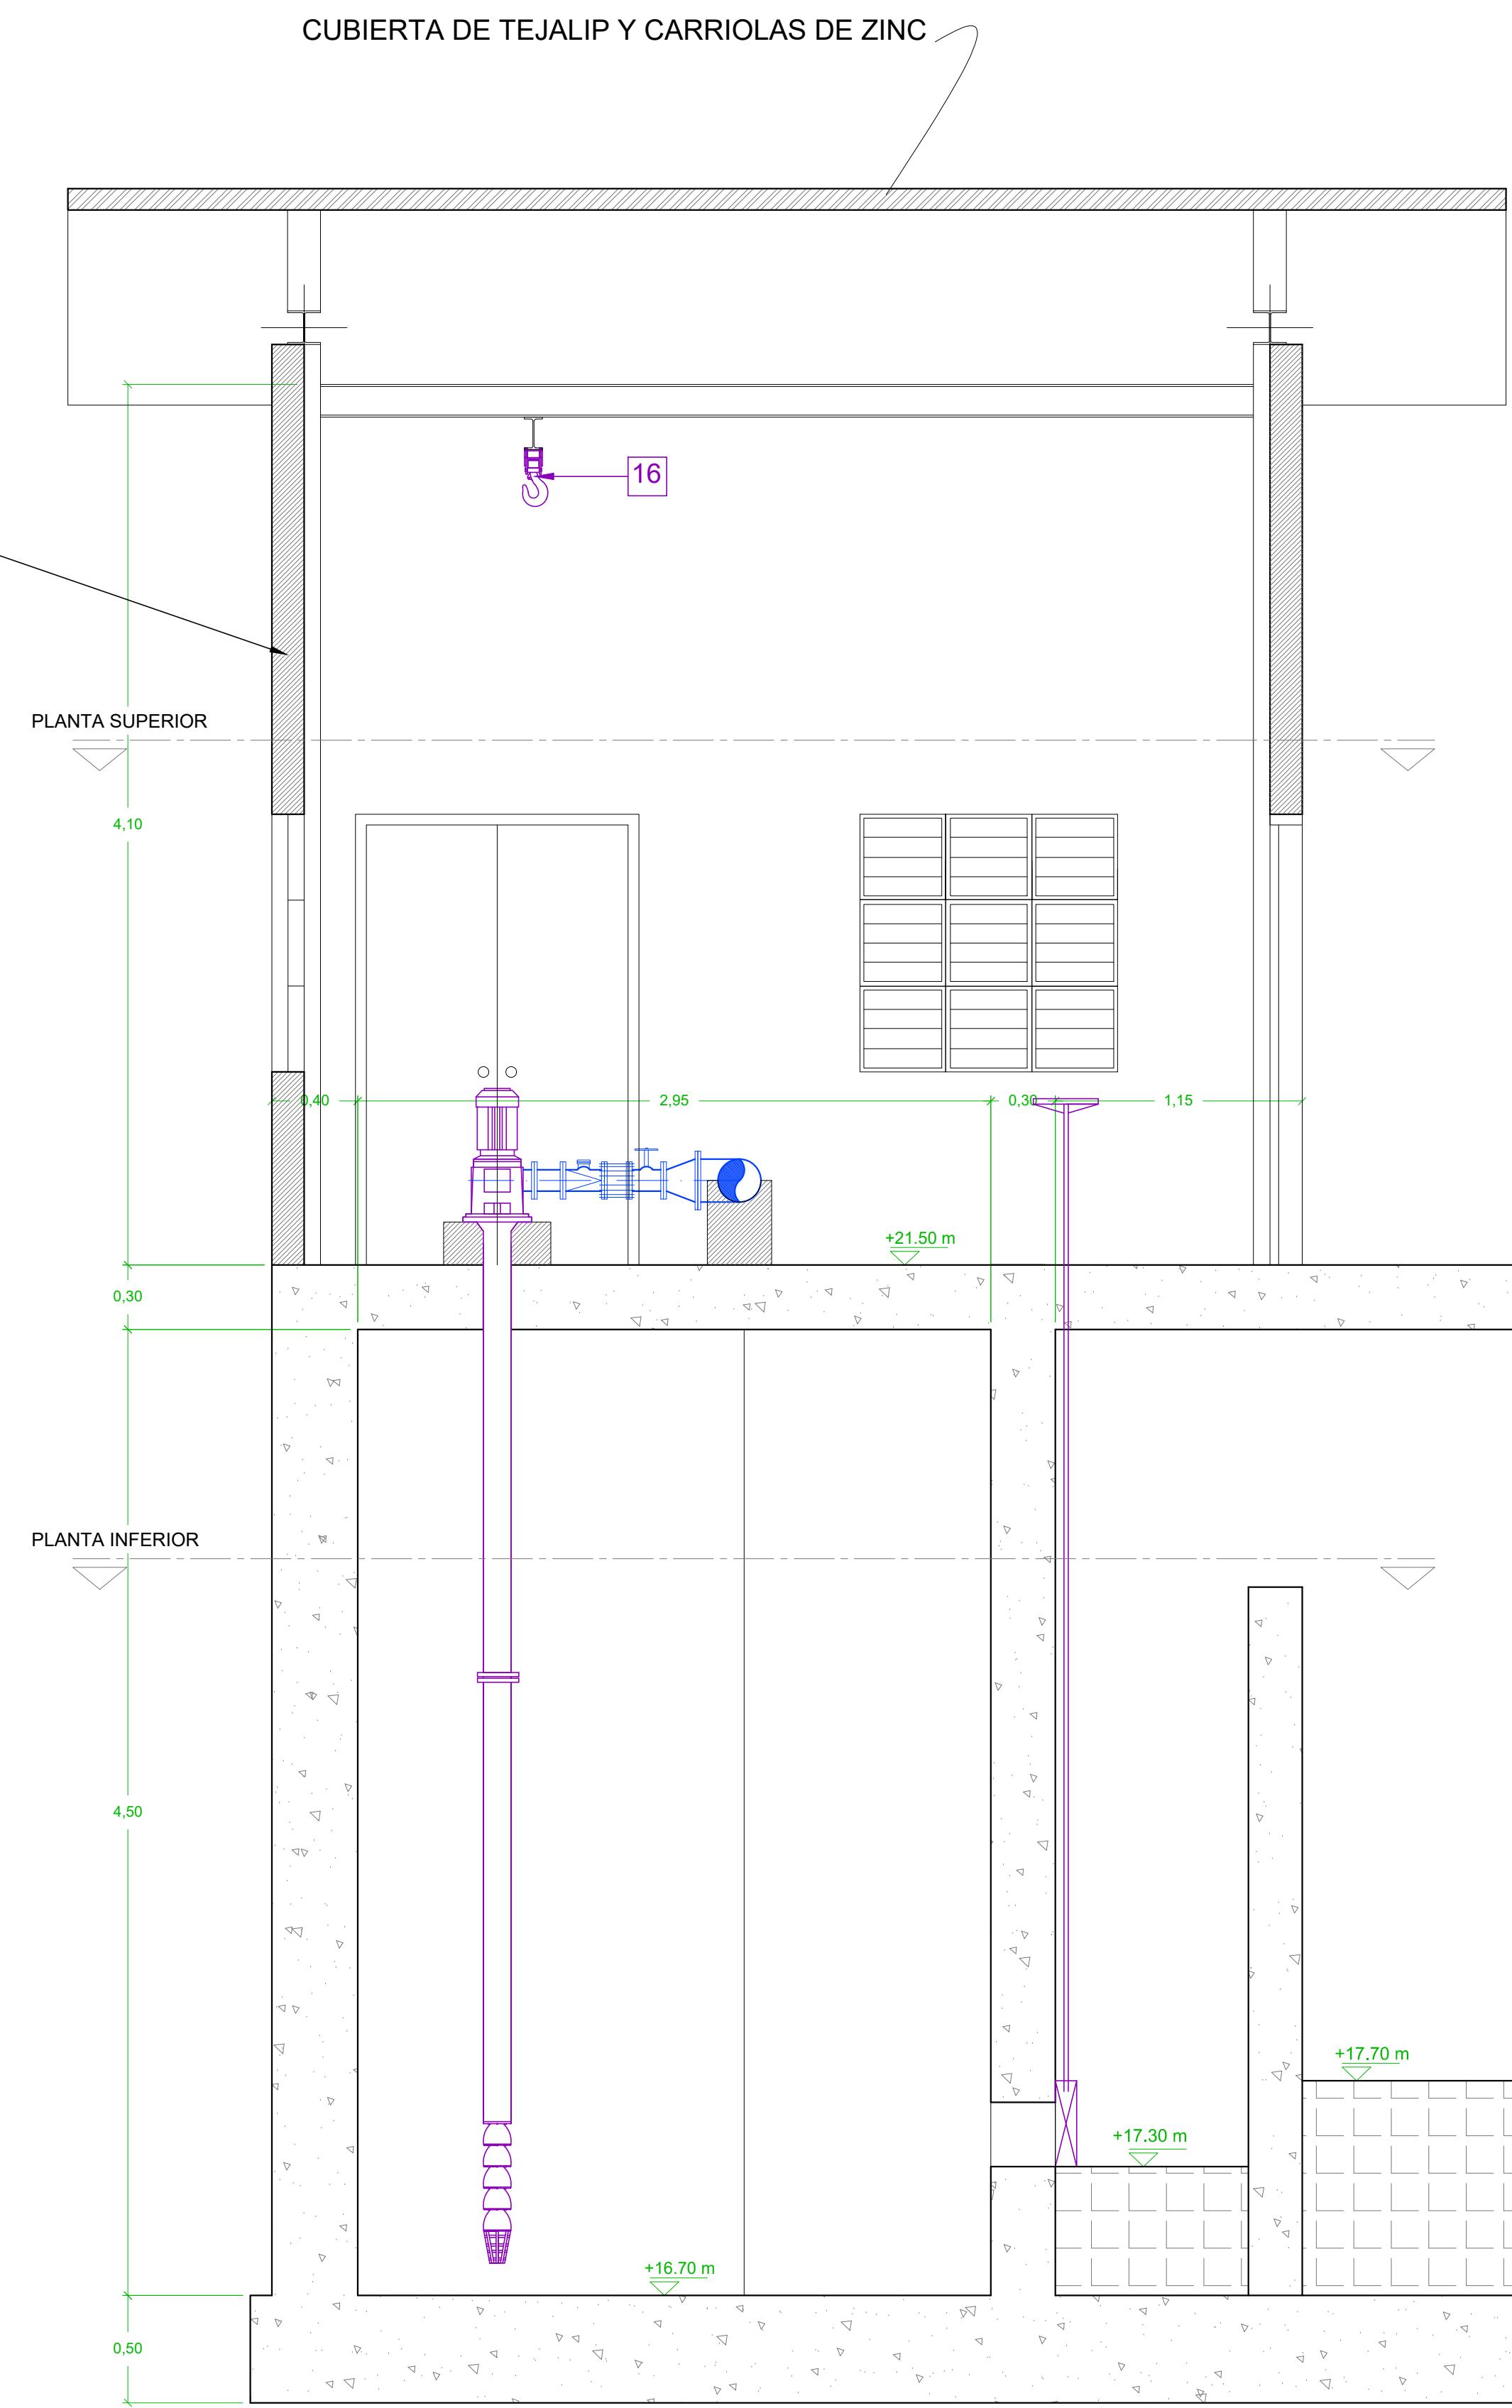 CUBIERTA DE TEJALIP Y CARRIOLAS DE ZINC
16
PLANTA SUPERIOR
4,10
0,40
2,95
0,30
1,15
+21.50 m
0,30
PLANTA INFERIOR
4,50
+17.70 m
+17.30 m
+16.70 m
0,50